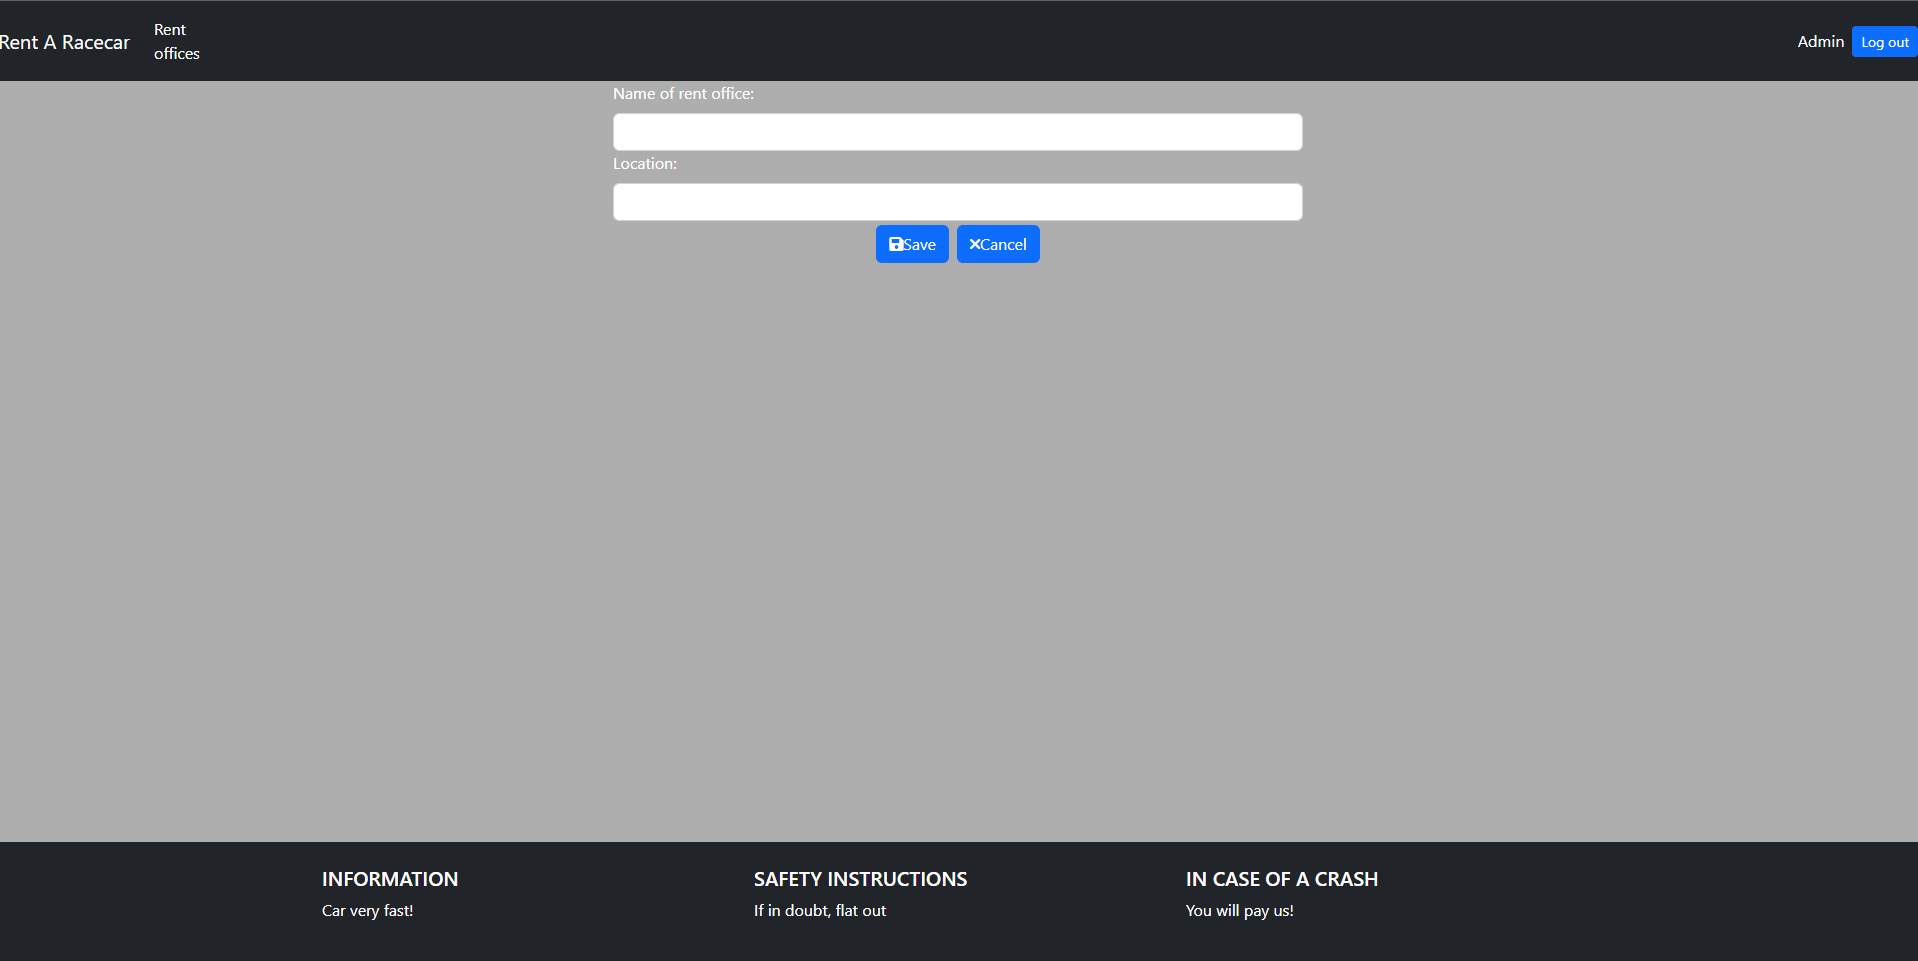 Rent A Racecar
Rent
offices
Admin
Log out
Name of rent office:
Location:
Save
Cancel
INFORMATION
Car very fast!
SAFETY INSTRUCTIONS
If in doubt, flat out
IN CASE OF A CRASH
You will pay us!